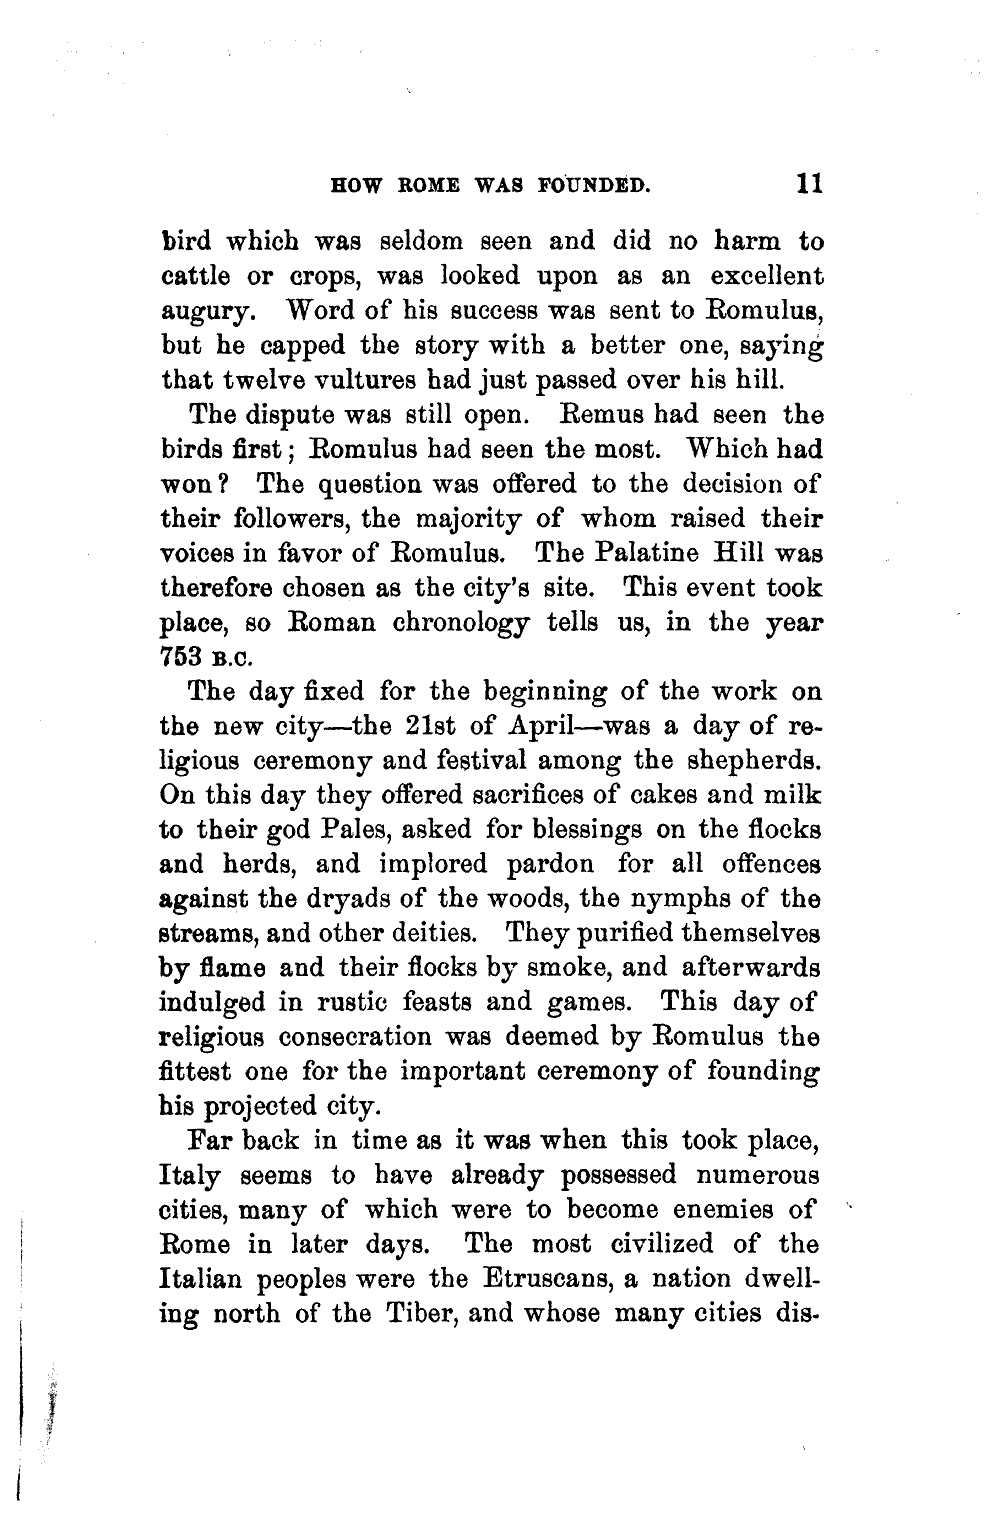 HOW ROME WAS FOUNDED. 11
bird which was seldom seen and did no harm to
cattle or crops, was looked upon as an excellent
augury. Word of his success was sent to Romulus,
but he capped the story with a better one, saying
that twelve vultures had just passed over his hill.
The dispute was still open. Remus had seen the
birds first; Romulus had seen the most. Which had
won? The question was offered to the decision of
their followers, the majority of whom raised their
voices in favor of Romulus. The Palatine Hill was
therefore chosen as the city's site. This event took
place, so Roman chronology tells us, in the year
753 B.C.
The day fixed for the beginning of the work on
the new city—the 21st of April—was a day of re-
ligious ceremony and festival among the shepherds.
On this day they offered sacrifices of cakes and milk
to their god Pales, asked for blessings on the flocks
and herds, and implored pardon for all offences
against the dryads of the woods, the nymphs of the
streams, and other deities. They purified themselves
by flame and their flocks by smoke, and afterwards
indulged in rustic feasts and games. This day of
religious consecration was deemed by Romulus the
fittest one for the important ceremony of founding
his projected city.
Far back in time as it was when this took place,
Italy seems to have already possessed numerous
cities, many of which were to become enemies of
Rome in later days. The most civilized of the
Italian peoples were the Etruscans, a nation dwell-
ing north of the Tiber, and whose many cities dis-